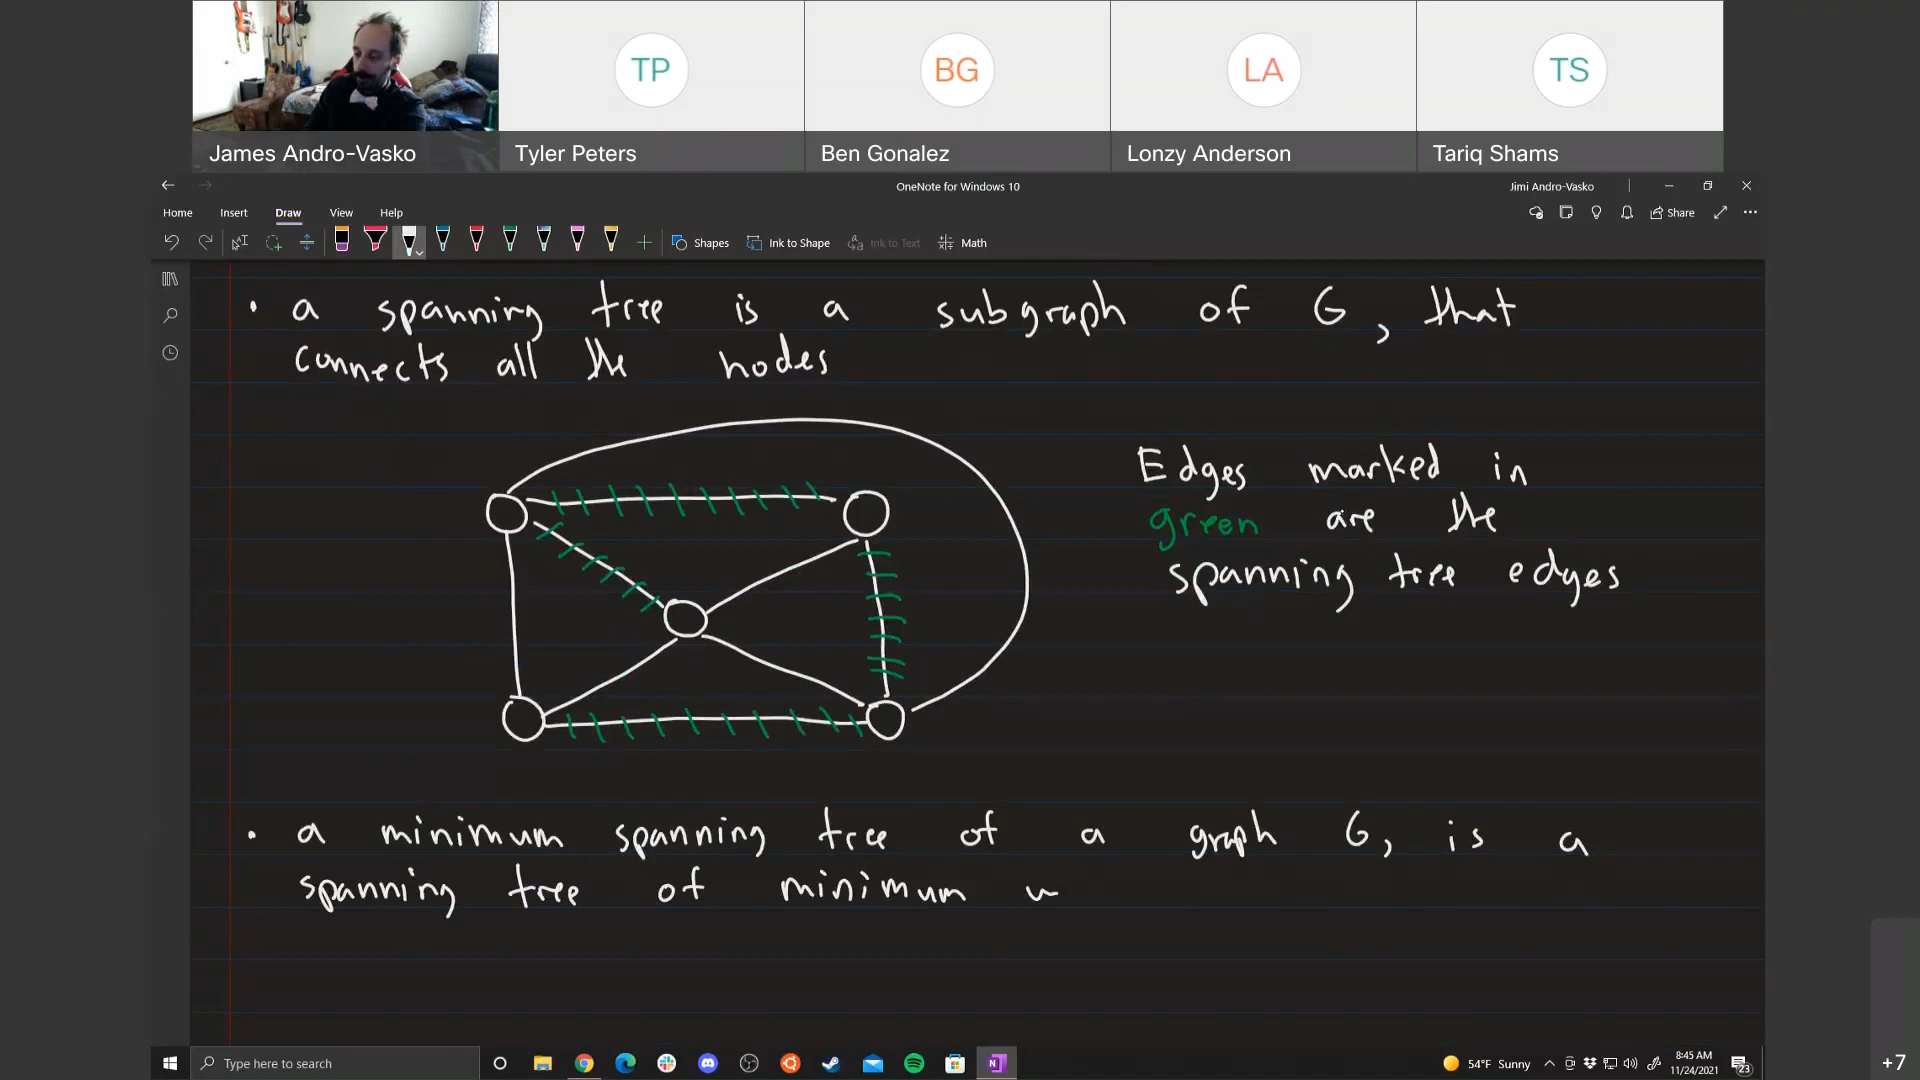 TP
BG
LA
TS
James Andro-Vasko
Tyler Peters
Ben Gonalez
Lonzy Anderson
Tariq Shams
OneNote for Windows 10
Jimi Andro-Vasko
Home Insert Draw View Help
Share
Shapes Ink to Shape Ink to Text Math
• a spanning tree is a subgraph of G, that
connects all the nodes
Edges marked in
green are the
spanning tree edges
• a minimum spanning tree of a graph G, is a
spanning tree of minimum
Type here to search
54°F Sunny
8:45 AM
11/24/2021
23
+7